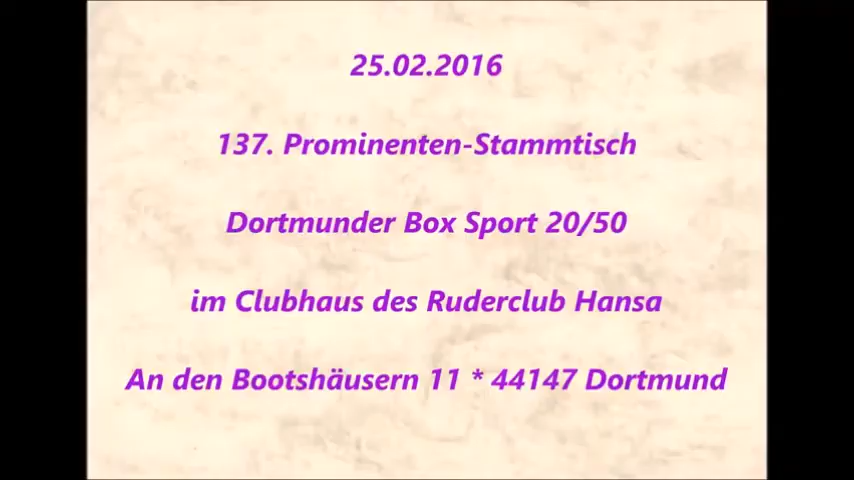 25.02.2016
137. Prominenten-Stammtisch
Dortmunder Box Sport 20/50
im Clubhaus des Ruderclub Hansa
An den Bootshäusern 11 * 44147 Dortmund